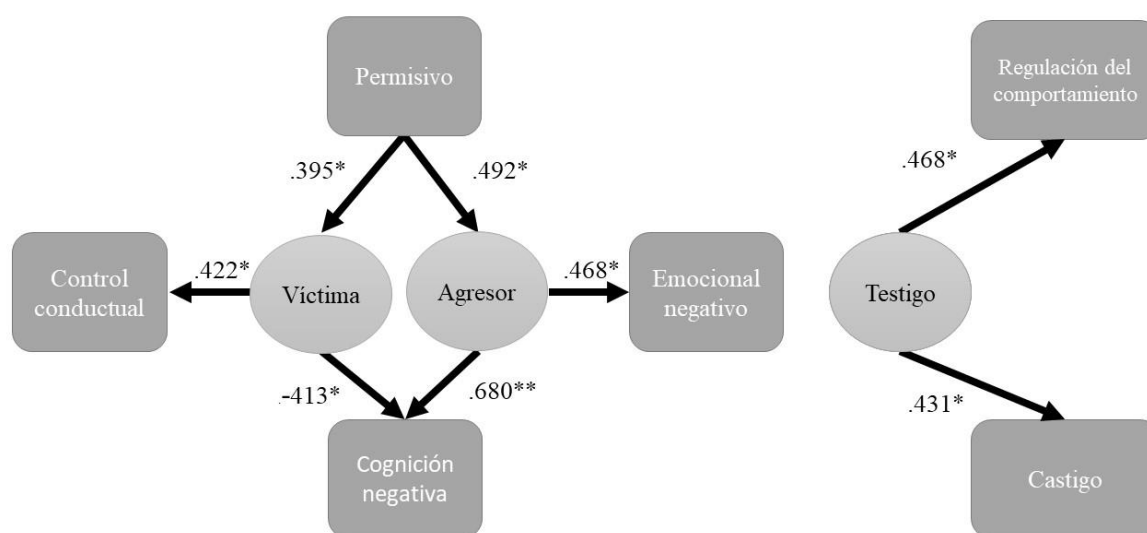 Permisivo
Regulación del
comportamiento
.395*
.492*
.468*
Control
conductual
.422*
Víctima
Agresor
.468*
Emocional
negativo
Testigo
.-413*
.680**
.431*
Cognición
negativa
Castigo